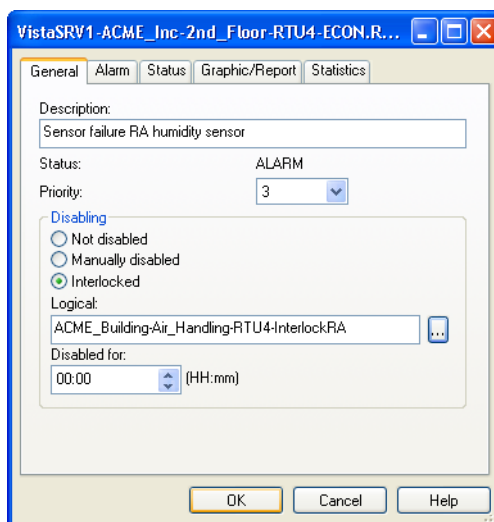 VistaSRV1-ACME_Inc-2nd_Floor-RTU4-ECON.R...
General Alarm Status Graphic/Report Statistics
Description:
Sensor failure RA humidity sensor
Status: ALARM
Priority: 3
Disabling
Not disabled
Manually disabled
Interlocked
Logical:
ACME_Building-Air_Handling-RTU4-InterlockRA
...
Disabled for:
00:00 (HH:mm)
OK Cancel Help